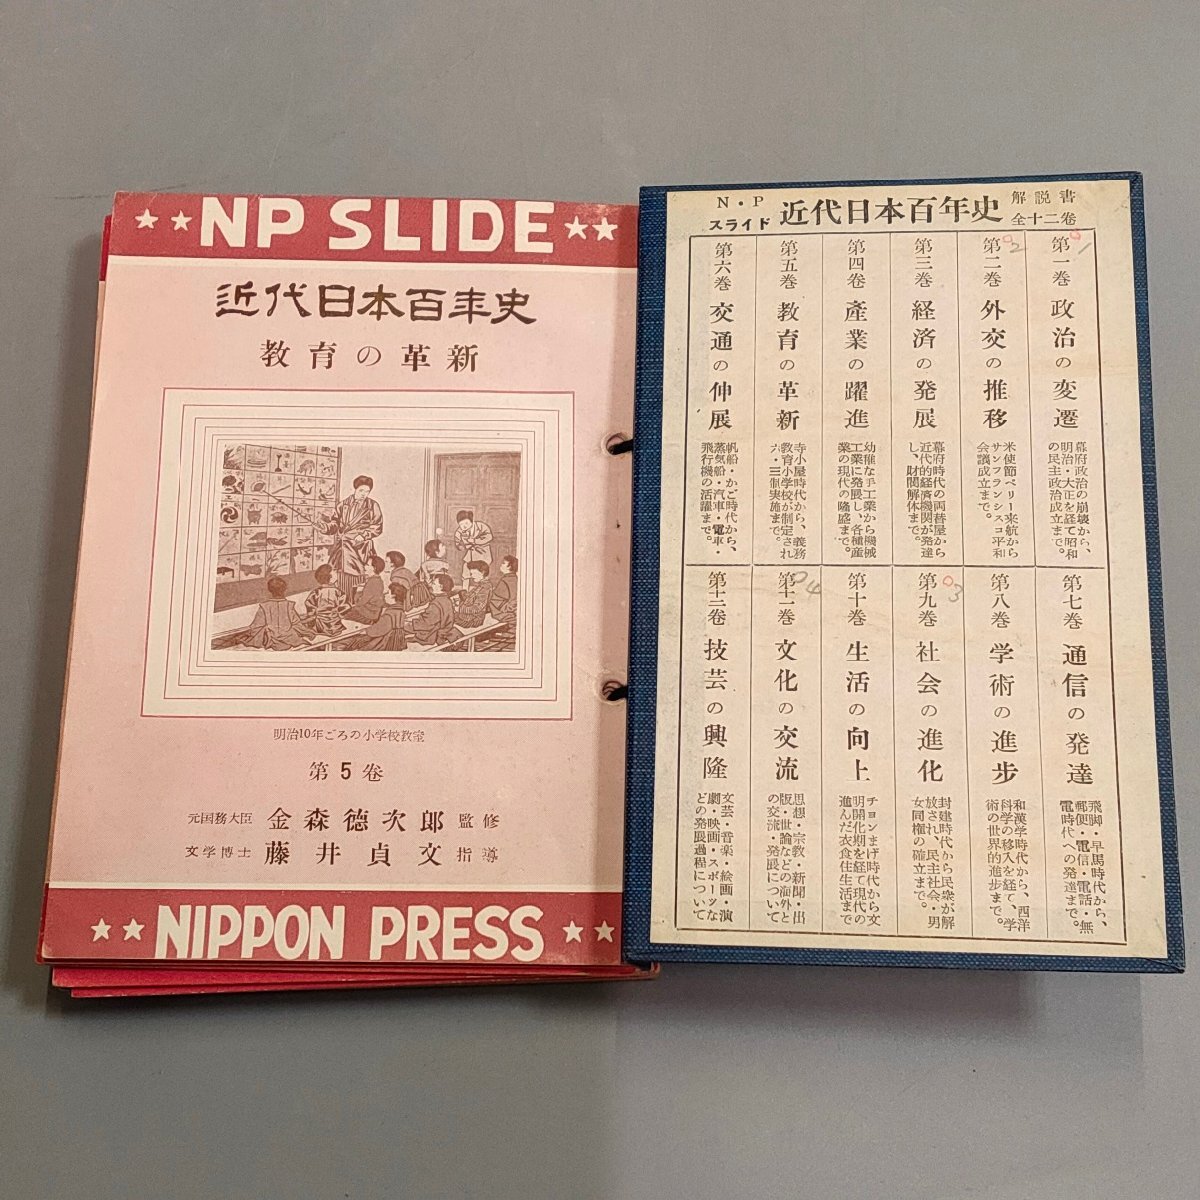 ★★NP SLIDE★★
近代日本百年史
教育の革新
明治10年ごろの小学校教室
第5巻
元国務大臣 金森徳次郎 監修
文学博士 藤井貞文 指導
★★NIPPON PRESS★★
N・P
スライド
近代日本百年史
解説書
全十二巻
第一巻 政治の変遷
幕府政治の崩壊から、
明治・大正を経て昭和
の民主政治成立まで。
第二巻 外交の推移
米使節ペリー来航から
サンフランシスコ平和
会議成立まで。
第三巻 経済の発展
幕府時代の両替屋から
近代的経済機関が発達
し、財閥解体まで。
第四巻 産業の躍進
幼稚な手工業から機械
工業に発展し、各種産
業の現代の隆盛まで。
第五巻 教育の革新
寺小屋時代から、義務
教育小学校が制定され
六・三制実施まで。
第六巻 交通の伸展
帆船・かご時代から、
蒸気船・汽車・電車・
飛行機の活躍まで。
第七巻 通信の発達
飛脚・早馬時代から、
郵便・電信・電話・無
電時代への発達まで。
第八巻 学術の進歩
和漢学時代から、西洋
科学の移入を経て、学
術の世界的進歩まで。
第九巻 社会の進化
封建時代から民衆が解
放され、民主社会・男
女同権の確立まで。
第十巻 生活の向上
チョンまげ時代から文
明開化期を経て現代の
進んだ衣食住生活まで
第十一巻 文化の交流
思想・宗教・新聞・出
版・世論などの海外と
の交流・発展について
第十二巻 技芸の興隆
文芸・音楽・絵画・演
劇・映画・スポーツな
どの発展過程について
1
2
3
4